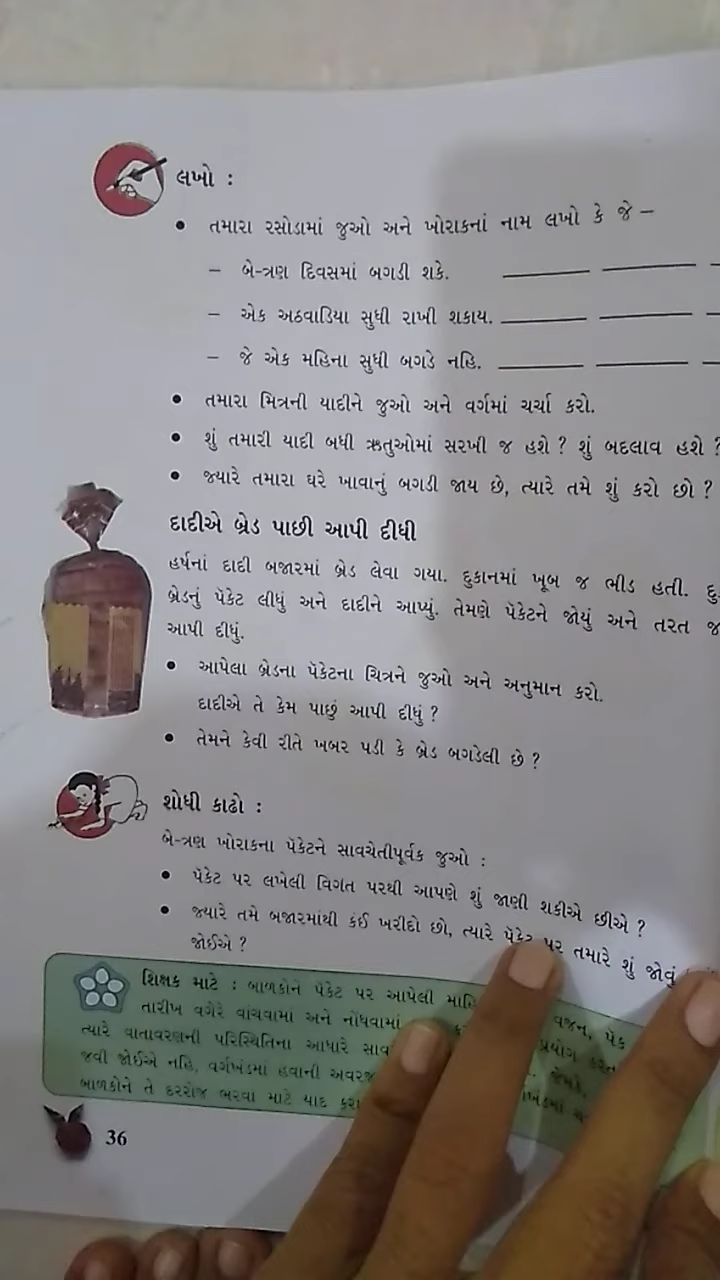 લખો :
• તમારા રસોડામાં જુઓ અને ખોરાકનાં નામ લખો કે જે –
– બે-ત્રણ દિવસમાં બગડી શકે.
– એક અઠવાડિયા સુધી રાખી શકાય.
– જે એક મહિના સુધી બગડે નહિ.
• તમારા મિત્રની યાદીને જુઓ અને વર્ગમાં ચર્ચા કરો.
• શું તમારી યાદી બધી ઋતુઓમાં સરખી જ હશે ? શું બદલાવ હશે ?
• જ્યારે તમારા ઘરે ખાવાનું બગડી જાય છે, ત્યારે તમે શું કરો છો ?
દાદીએ બ્રેડ પાછી આપી દીધી
હર્ષનાં દાદી બજારમાં બ્રેડ લેવા ગયા. દુકાનમાં ખૂબ જ ભીડ હતી.
બ્રેડનું પૅકેટ લીધું અને દાદીને આપ્યું. તેમણે પૅકેટને જોયું અને તરત જ
આપી દીધું.
• આપેલા બ્રેડના પૅકેટના ચિત્રને જુઓ અને અનુમાન કરો.
દાદીએ તે કેમ પાછું આપી દીધું ?
• તેમને કેવી રીતે ખબર પડી કે બ્રેડ બગડેલી છે ?
શોધી કાઢો :
બે-ત્રણ ખોરાકના પૅકેટને સાવચેતીપૂર્વક જુઓ :
• પૅકેટ પર લખેલી વિગત પરથી આપણે શું જાણી શકીએ છીએ ?
• જ્યારે તમે બજારમાંથી કંઈ ખરીદો છો, ત્યારે પૅકેટ પર તમારે શું જોવું
જોઈએ ?
શિક્ષક માટે : બાળકોને પૅકેટ પર આપેલી વજન, પેક
તારીખ વગેરે વાંચવામા અને નોંધવામાં પ્રયોગ
ત્યારે વાતાવરણની પરિસ્થિતિના આધારે જેમકે,
જવી જોઈએ નહિ, વર્ગખંડમાં હવાની
બાળકોને તે દરરોજ ભરવા માટે યાદ
36